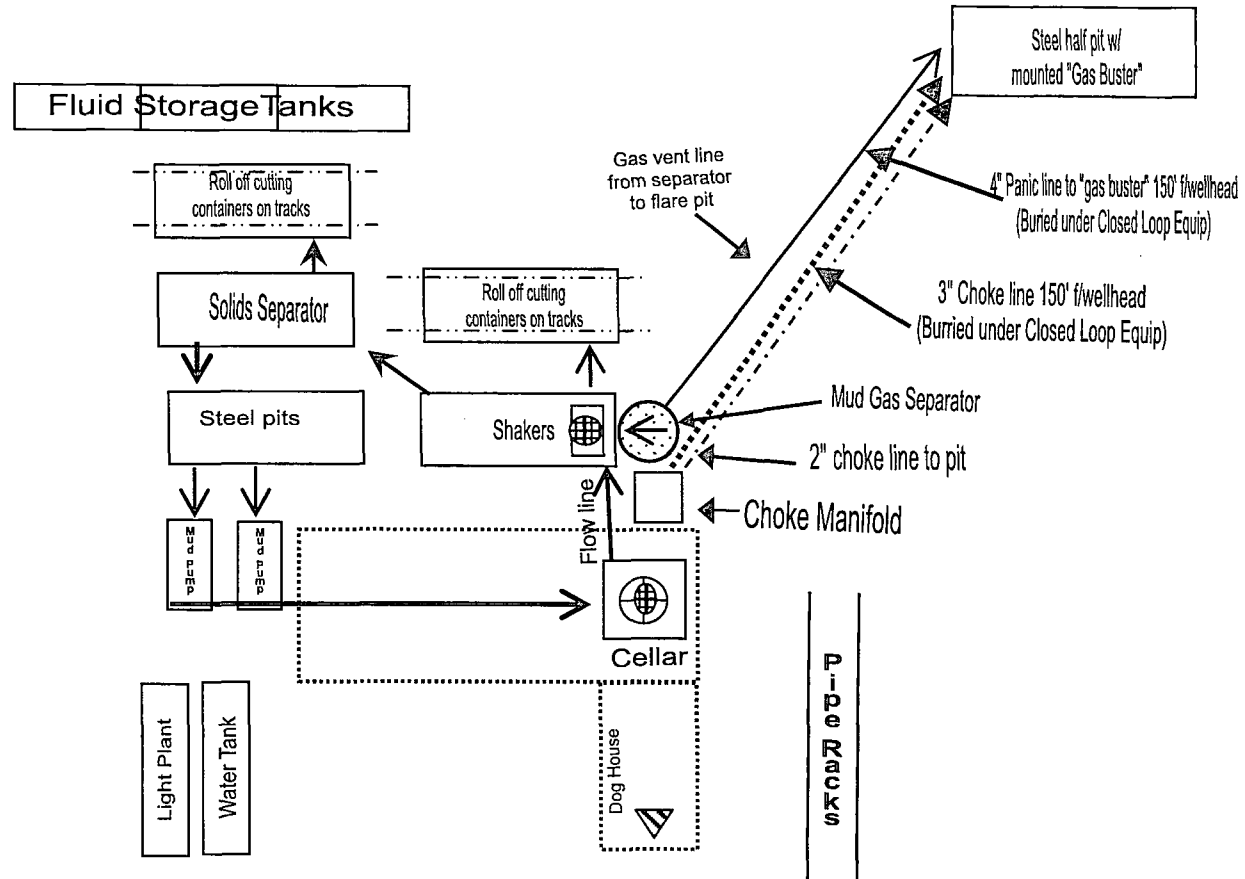 Steel half pit w/
mounted "Gas Buster"
Fluid StorageTanks
Gas vent line
from separator
to flare pit
Roll off cutting
containers on tracks
4" Panic line to "gas buster" 150' f/wellhead
(Buried under Closed Loop Equip)
Solids Separator
Roll off cutting
containers on tracks
3" Choke line 150' f/wellhead
(Burried under Closed Loop Equip)
Steel pits
Shakers
Mud Gas Separator
2" choke line to pit
Flow line
Choke Manifold
Mud pump
Mud pump
Cellar
Pipe Racks
Light Plant
Water Tank
Dog House